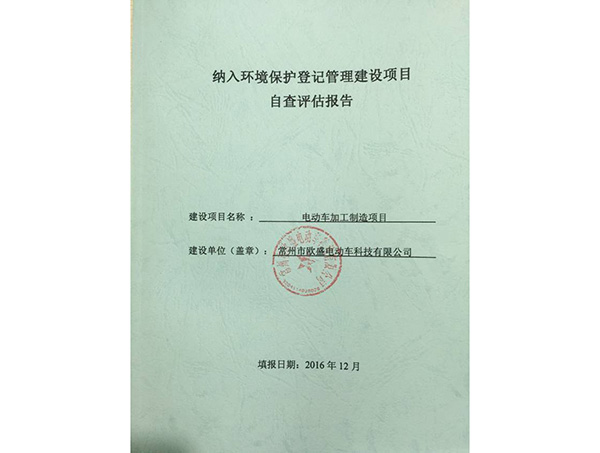 纳入环境保护登记管理建设项目
自查评估报告
建设项目名称：电动车加工制造项目
建设单位（盖章）：常州市欧盛电动车科技有限公司
填报日期：2016年12月